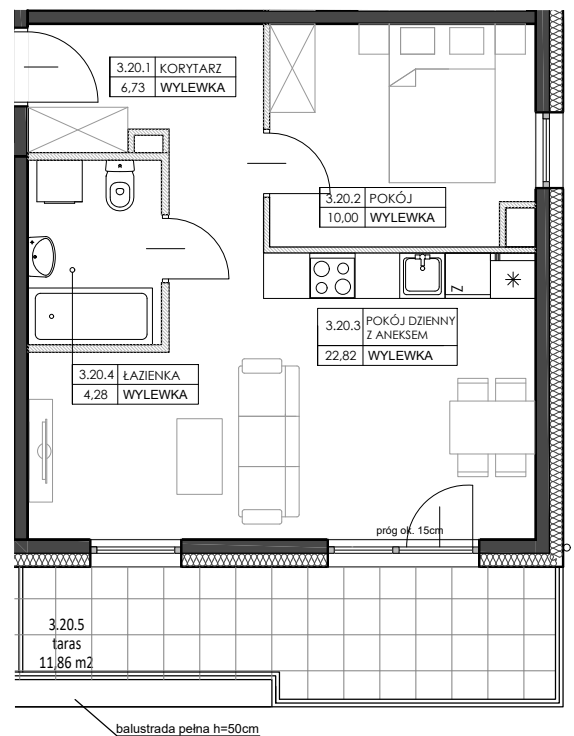 3.20.1 KORYTARZ
6,73 WYLEWKA
3.20.2 POKÓJ
10,00 WYLEWKA
Z
3.20.3 POKÓJ DZIENNY
Z ANEKSEM
22,82 WYLEWKA
3.20.4 ŁAZIENKA
4,28 WYLEWKA
próg ok. 15cm
3.20.5
taras
11,86 m2
balustrada pełna h=50cm